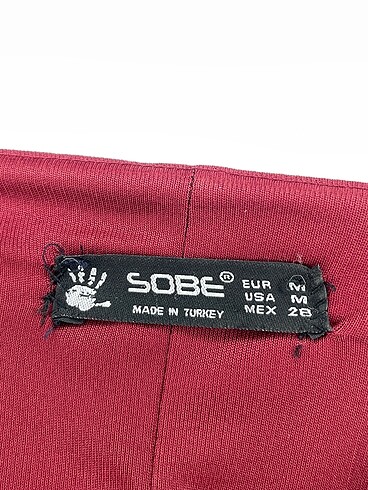 SOBE®
MADE IN TURKEY
EUR M
USA M
MEX 28